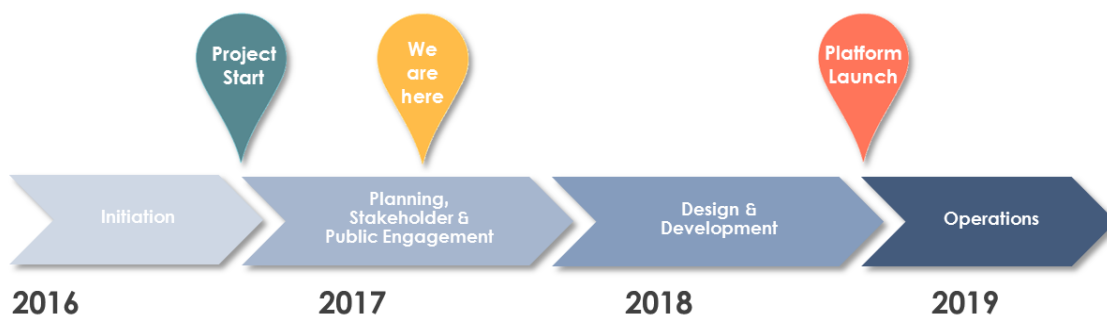 Project
Start
We
are
here
Platform
Launch
Initiation
Planning,
Stakeholder &
Public Engagement
Design &
Development
Operations
2016
2017
2018
2019